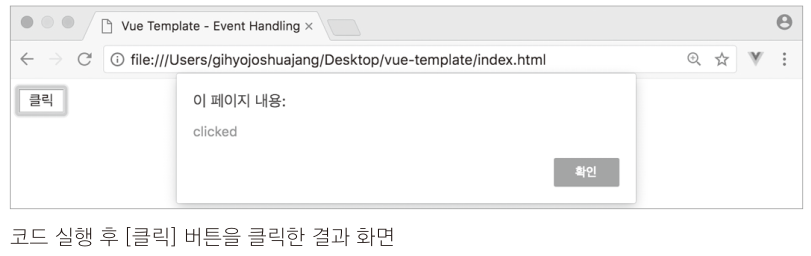 Vue Template - Event Handling ×
file:///Users/gihyojoshuajang/Desktop/vue-template/index.html
클릭
이 페이지 내용:
clicked
확인
코드 실행 후 [클릭] 버튼을 클릭한 결과 화면